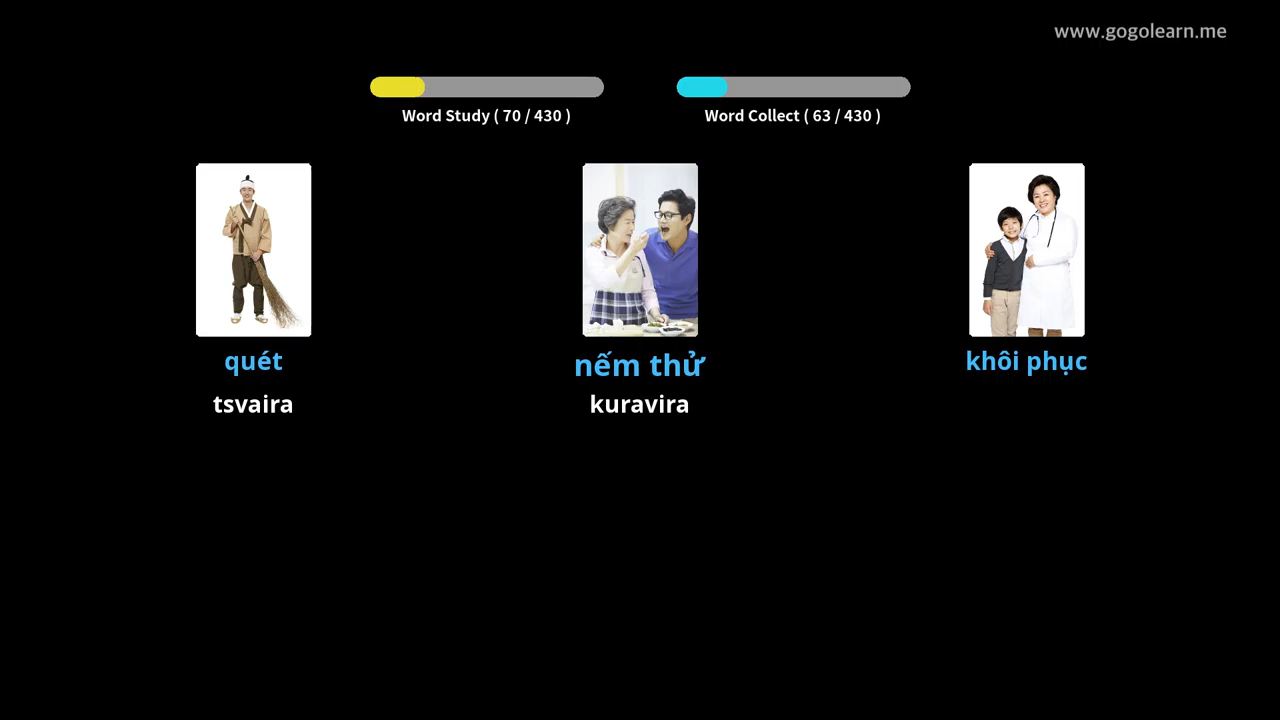 www.gogolearn.me
Word Study ( 70 / 430 )
Word Collect ( 63 / 430 )
quét
nếm thử
khôi phục
tsvaira
kuravira